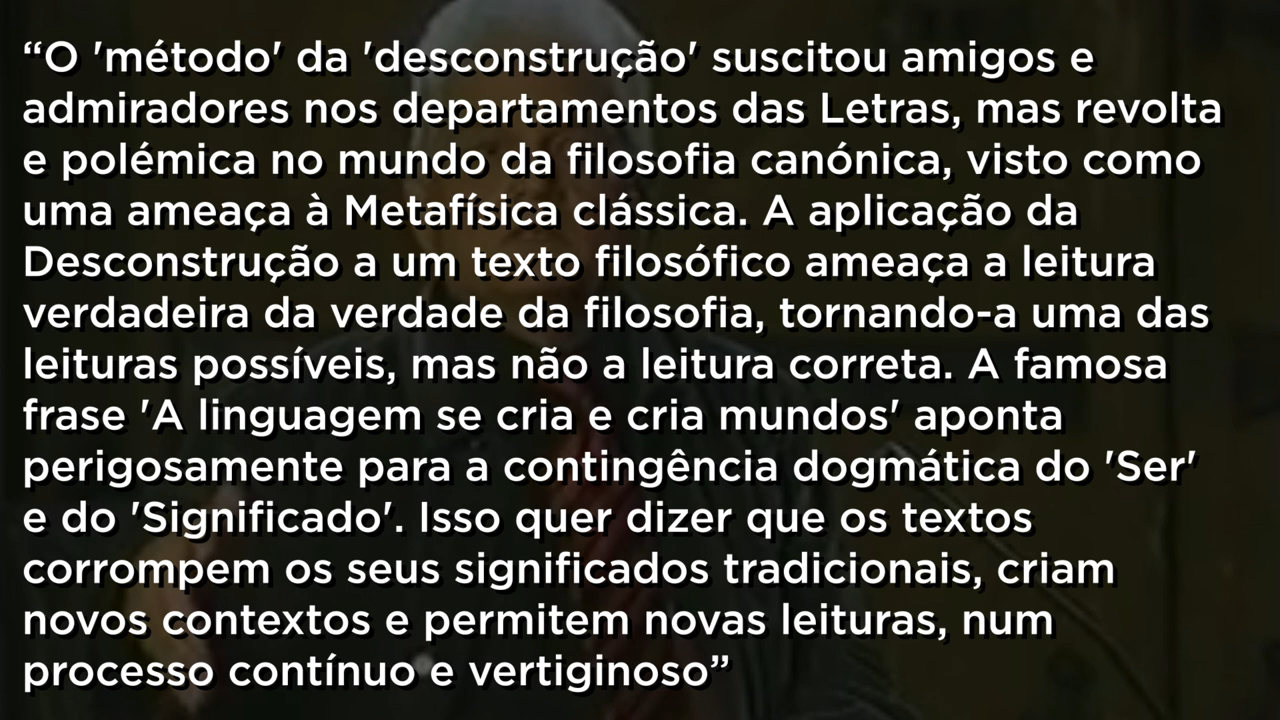 “O 'método' da 'desconstrução' suscitou amigos e
admiradores nos departamentos das Letras, mas revolta
e polémica no mundo da filosofia canónica, visto como
uma ameaça à Metafísica clássica. A aplicação da
Desconstrução a um texto filosófico ameaça a leitura
verdadeira da verdade da filosofia, tornando-a uma das
leituras possíveis, mas não a leitura correta. A famosa
frase 'A linguagem se cria e cria mundos' aponta
perigosamente para a contingência dogmática do 'Ser'
e do 'Significado'. Isso quer dizer que os textos
corrompem os seus significados tradicionais, criam
novos contextos e permitem novas leituras, num
processo contínuo e vertiginoso”